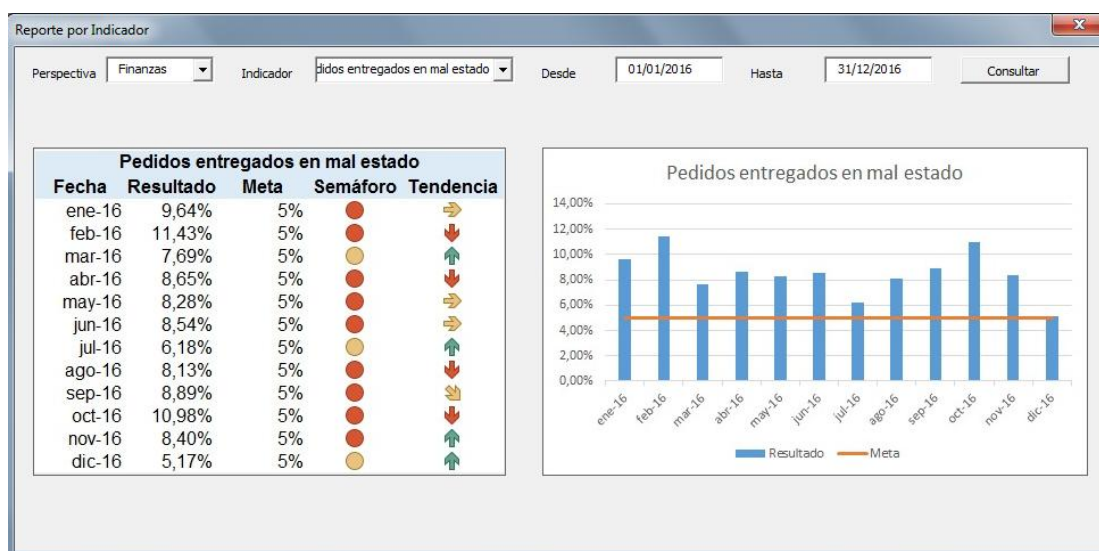 Reporte por Indicador
Perspectiva Finanzas Indicador didos entregados en mal estado Desde 01/01/2016 Hasta 31/12/2016 Consultar
Pedidos entregados en mal estado
Fecha Resultado Meta Semáforo Tendencia
ene-16 9,64% 5%
feb-16 11,43% 5%
mar-16 7,69% 5%
abr-16 8,65% 5%
may-16 8,28% 5%
jun-16 8,54% 5%
jul-16 6,18% 5%
ago-16 8,13% 5%
sep-16 8,89% 5%
oct-16 10,98% 5%
nov-16 8,40% 5%
dic-16 5,17% 5%
Pedidos entregados en mal estado
14,00%
12,00%
10,00%
8,00%
6,00%
4,00%
2,00%
0,00%
ene-16 feb-16 mar-16 abr-16 may-16 jun-16 jul-16 ago-16 sep-16 oct-16 nov-16 dic-16
Resultado Meta